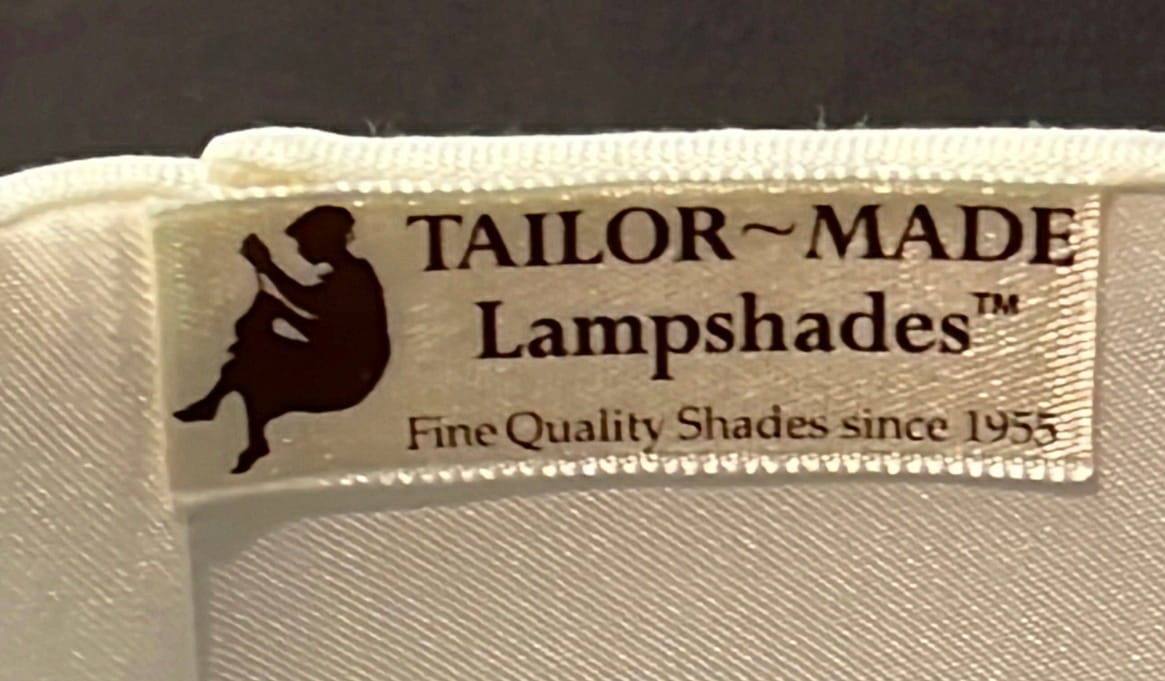 TAILOR~MADE
Lampshades™
Fine Quality Shades since 1955